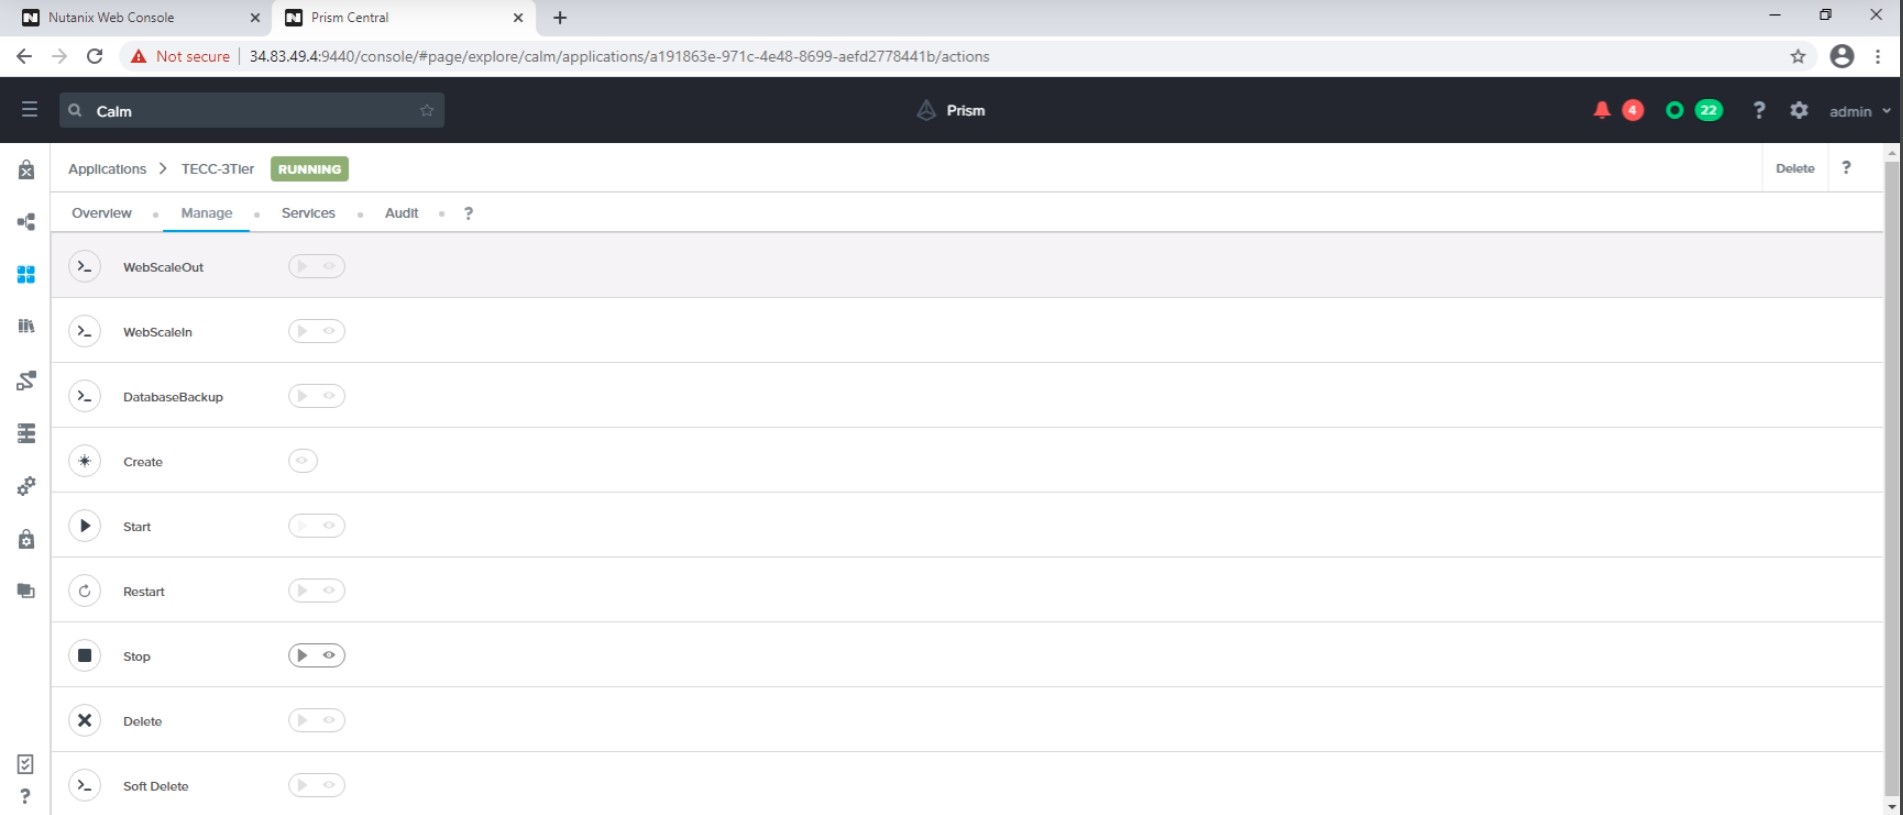 Nutanix Web Console
Prism Central
Not secure 34.83.49.4:9440/console/#page/explore/calm/applications/a191863e-971c-4e48-8699-aefd2778441b/actions
Calm
Prism
4
22
?
admin
Applications > TECC-3Tier RUNNING
Delete ?
Overview Manage Services Audit ?
WebScaleOut
WebScaleIn
DatabaseBackup
Create
Start
Restart
Stop
Delete
Soft Delete
?